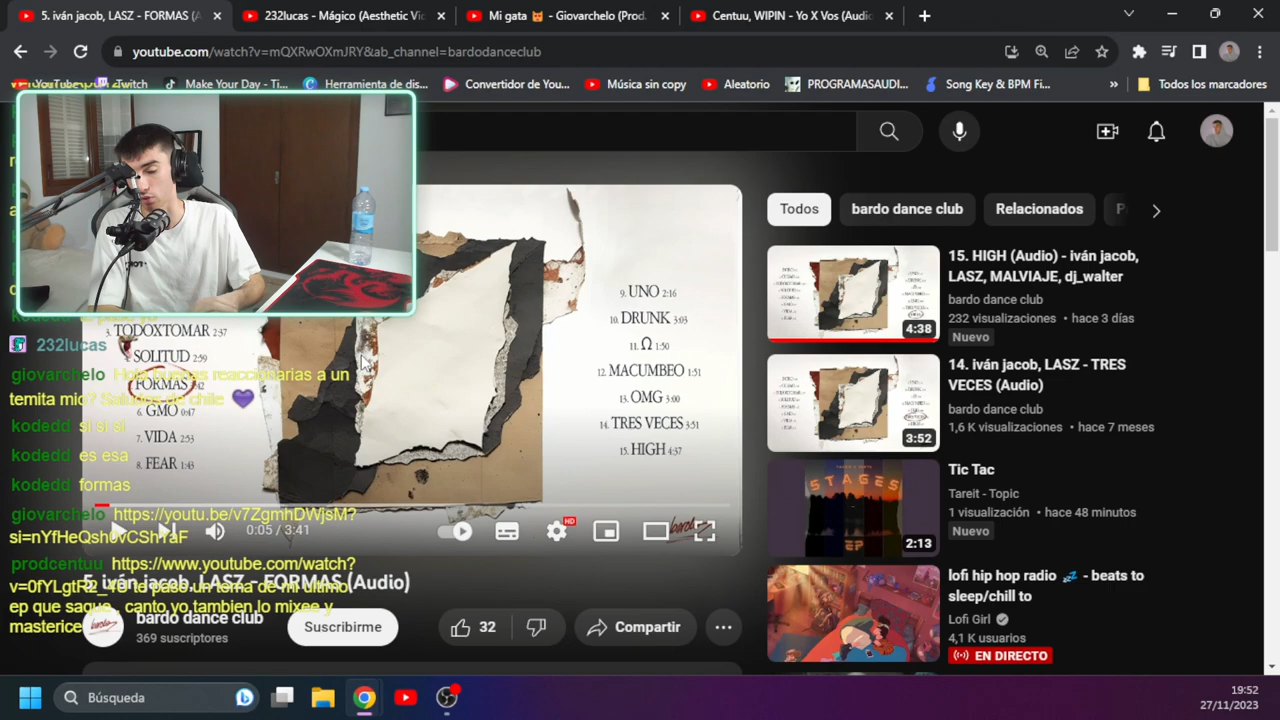 5. iván jacob, LASZ - FORMAS (A
232lucas - Mágico (Aesthetic Vi
Mi gata 🦊 - Giovarchelo (Prod.
Centuu, WIPIN - Yo X Vos (Audio
youtube.com/watch?v=mQXRwOXmJRY&ab_channel=bardodanceclub
YouTube
Twitch
Make Your Day - Ti...
Herramienta de dis...
Convertidor de You...
Música sin copy
Anonimo
PROGRAMASAUDI...
Song Key & BPM Fi...
Todos los marcadores
Todos
bardo dance club
Relacionados
3. TODOXTOMAR 2:37
SOLITUD 2:59
FORMAS
6. GMO 0:47
7. VIDA 2:53
8. FEAR 1:43
9. UNO 2:16
10. DRUNK 3:03
11. Ω 1:50
12. MACUMBEO 1:51
13. OMG 3:00
14. TRES VECES 3:51
15. HIGH 4:37
232lucas
giovarchelo Hola buenas reaccionarias a un
temita mio
kodedd si si si
kodedd es esa
kodedd formas
giovarchelo https://youtu.be/v7ZgmhDWjsM?
si=nYfHeQsh0vCShYaF
prodcentuu https://www.youtube.com/watch?
te paso un tema de mi ultimo
ep que saque , canto yo tambien lo mixee y
masterice
0:05 / 3:41
HD
bardo
5. iván jacob, LASZ - FORMAS (Audio)
bardo dance club
369 suscriptores
Suscribirme
32
Compartir
15. HIGH (Audio) - iván jacob,
LASZ, MALVIAJE, dj_walter
bardo dance club
232 visualizaciones • hace 3 días
Nuevo
4:38
14. iván jacob, LASZ - TRES
VECES (Audio)
bardo dance club
1,6 K visualizaciones • hace 7 meses
3:52
Tic Tac
Tareit - Topic
1 visualización • hace 48 minutos
Nuevo
STAGES
EP
2:13
lofi hip hop radio 💤 - beats to
sleep/chill to
Lofi Girl
4,1 K usuarios
EN DIRECTO
Búsqueda
19:52
27/11/2023